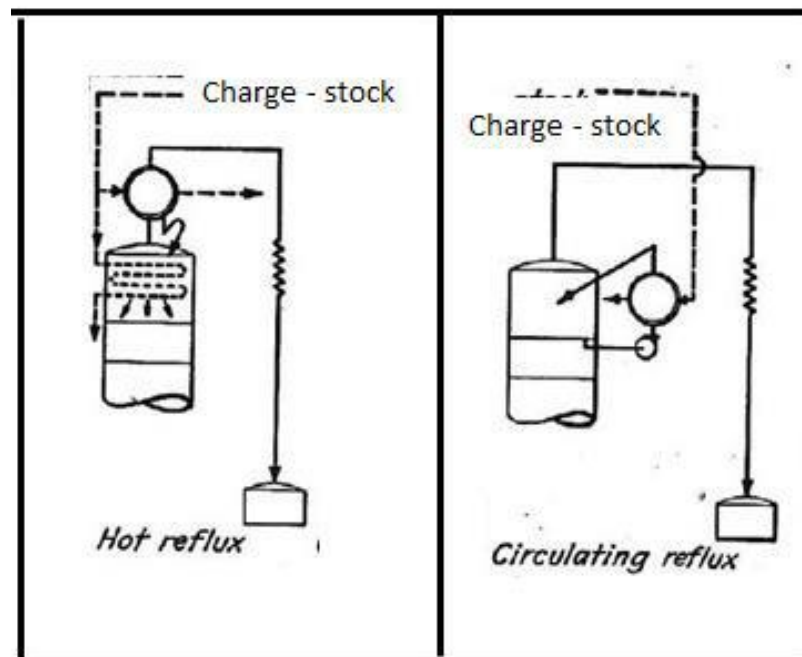 Charge - stock
Hot reflux
Charge - stock
Circulating reflux